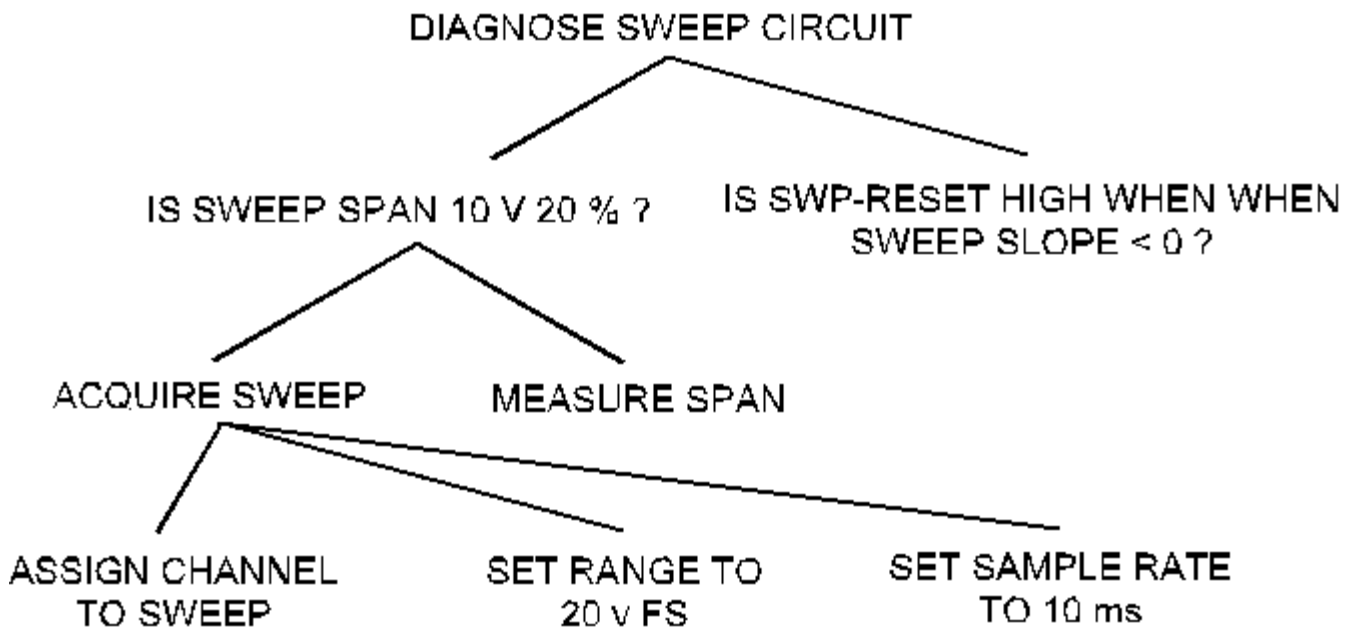 DIAGNOSE SWEEP CIRCUIT
IS SWEEP SPAN 10 V 20 % ?
IS SWP-RESET HIGH WHEN WHEN
SWEEP SLOPE < 0 ?
ACQUIRE SWEEP
MEASURE SPAN
ASSIGN CHANNEL
TO SWEEP
SET RANGE TO
20 v FS
SET SAMPLE RATE
TO 10 ms